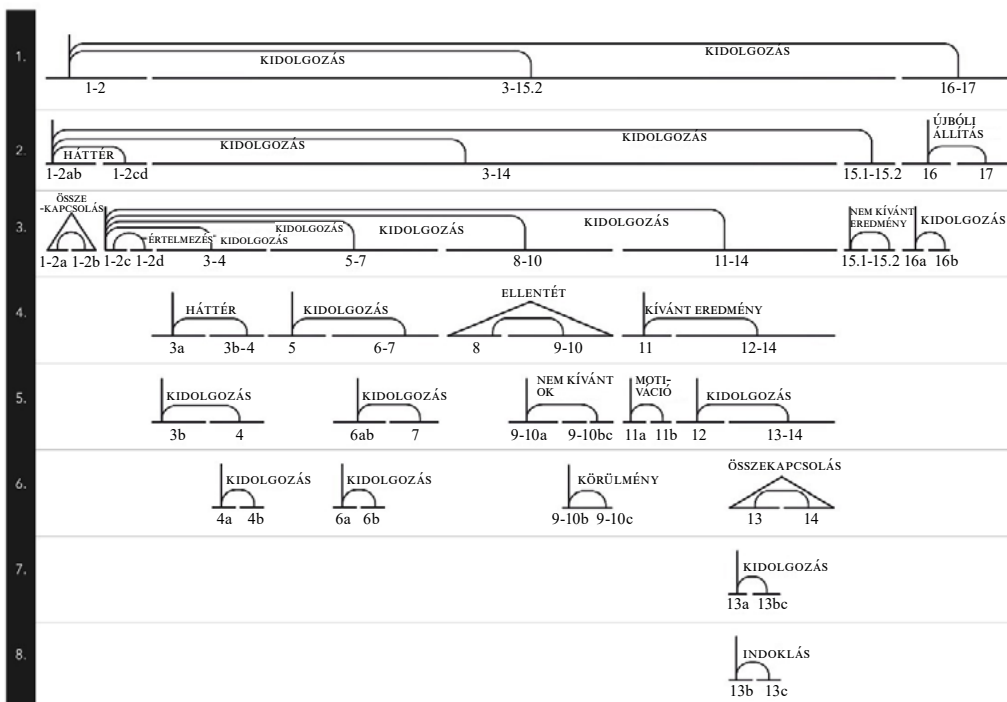 1.
KIDOLGOZÁS KIDOLGOZÁS
1-2 3-15.2 16-17
2.
HÁTTÉR KIDOLGOZÁS KIDOLGOZÁS ÚJBÓLI
ÁLLÍTÁS
1-2ab 1-2cd 3-14 15.1-15.2 16 17
3.
ÖSSZE
-KAPCSOLÁS
„ÉRTELMEZÉS” KIDOLGOZÁS KIDOLGOZÁS KIDOLGOZÁS KIDOLGOZÁS NEM KÍVÁNT
EREDMÉNY
KIDOLGOZÁS
1-2a 1-2b 1-2c 1-2d 3-4 5-7 8-10 11-14 15.1-15.2 16a 16b
4.
HÁTTÉR KIDOLGOZÁS ELLENTÉT KÍVÁNT EREDMÉNY
3a 3b-4 5 6-7 8 9-10 11 12-14
5.
KIDOLGOZÁS KIDOLGOZÁS NEM KÍVÁNT
OK
MOTI-
VÁCIÓ
KIDOLGOZÁS
3b 4 6ab 7 9-10a 9-10bc 11a 11b 12 13-14
6.
KIDOLGOZÁS KIDOLGOZÁS KÖRÜLMÉNY ÖSSZEKAPCSOLÁS
4a 4b 6a 6b 9-10b 9-10c 13 14
7.
KIDOLGOZÁS
13a 13bc
8.
INDOKLÁS
13b 13c